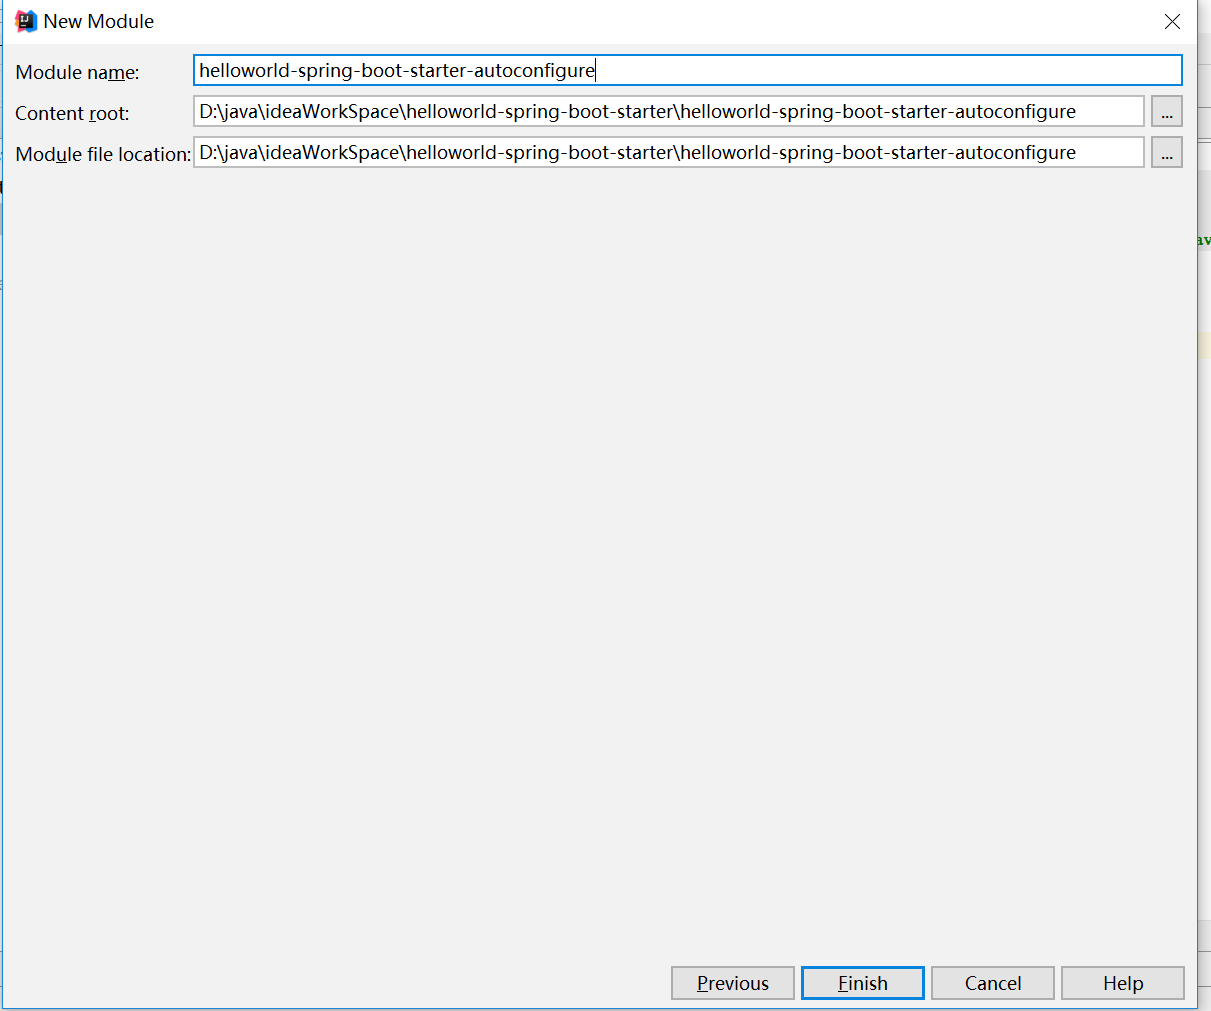 New Module
Module name: helloworld-spring-boot-starter-autoconfigure
Content root: D:\java\ideaWorkSpace\helloworld-spring-boot-starter\helloworld-spring-boot-starter-autoconfigure ...
Module file location: D:\java\ideaWorkSpace\helloworld-spring-boot-starter\helloworld-spring-boot-starter-autoconfigure ...
av
Previous Finish Cancel Help